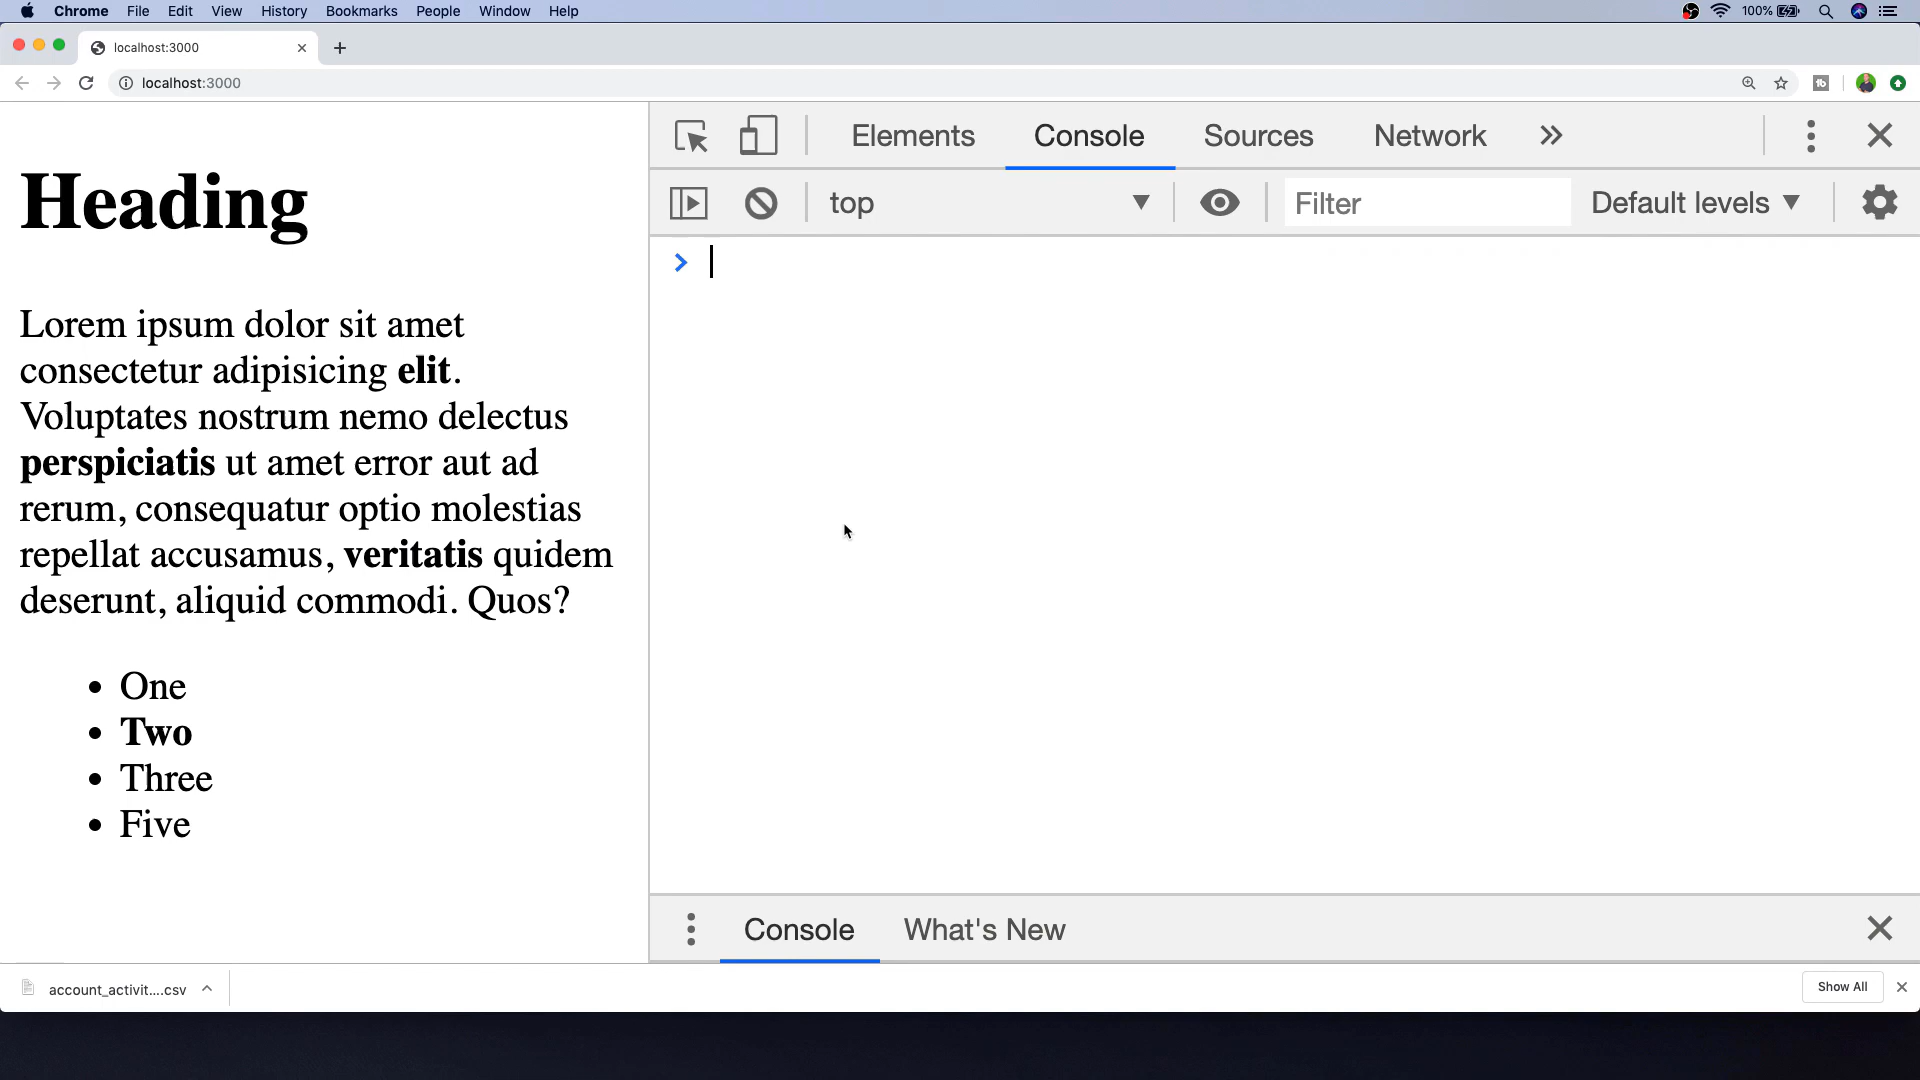 Chrome File Edit View History Bookmarks People Window Help 100%
localhost:3000
localhost:3000
Elements Console Sources Network
top Filter Default levels
Heading
Lorem ipsum dolor sit amet
consectetur adipisicing elit.
Voluptates nostrum nemo delectus
perspiciatis ut amet error aut ad
rerum, consequatur optio molestias
repellat accusamus, veritatis quidem
deserunt, aliquid commodi. Quos?
• One
• Two
• Three
• Five
Console What's New
account_activit....csv Show All